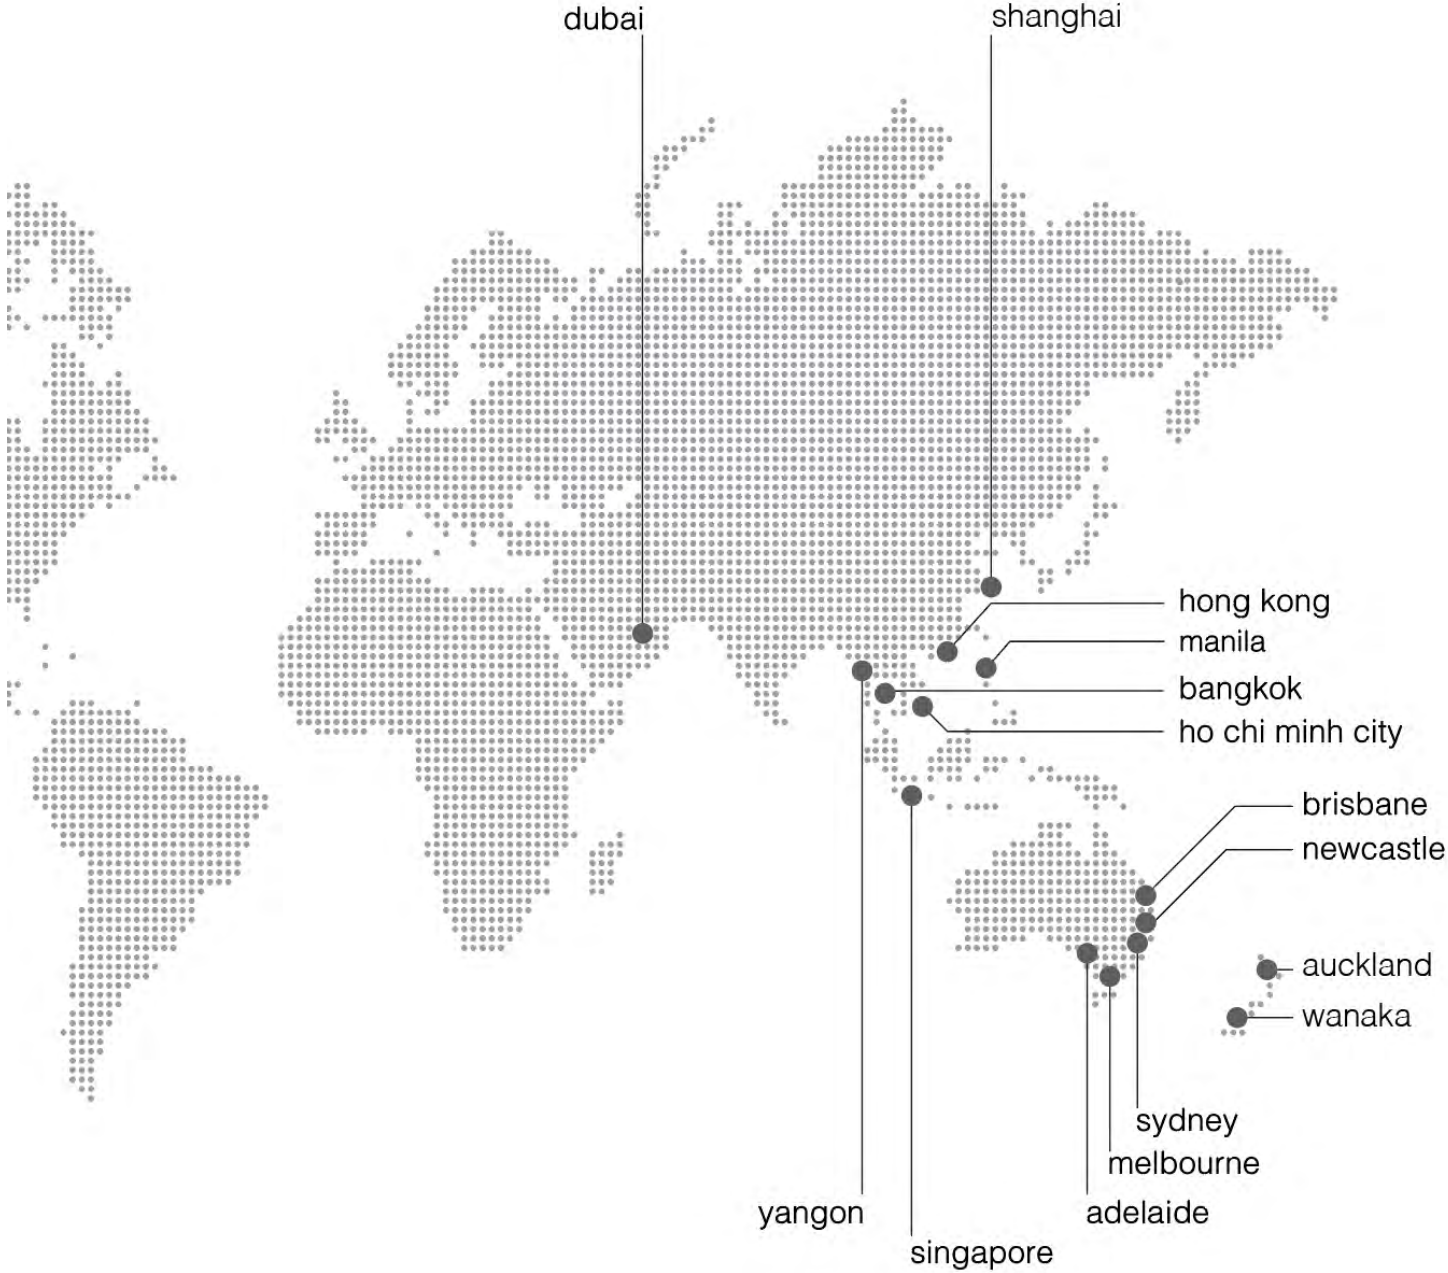 dubai
shanghai
hong kong
manila
bangkok
ho chi minh city
brisbane
newcastle
auckland
wanaka
sydney
melbourne
yangon
adelaide
singapore